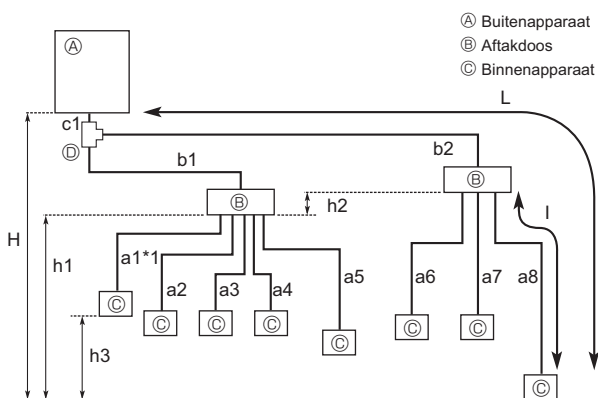 Ⓐ Buitenapparaat
Ⓑ Aftakdoos
Ⓒ Binnenapparaat
Ⓐ
L
c1
Ⓓ
b1
b2
Ⓑ
Ⓑ
h2
H
h1
l
a1*1
a2
a3
a4
a5
a6
a7
a8
Ⓒ
Ⓒ
Ⓒ
Ⓒ
Ⓒ
Ⓒ
Ⓒ
h3
Ⓒ